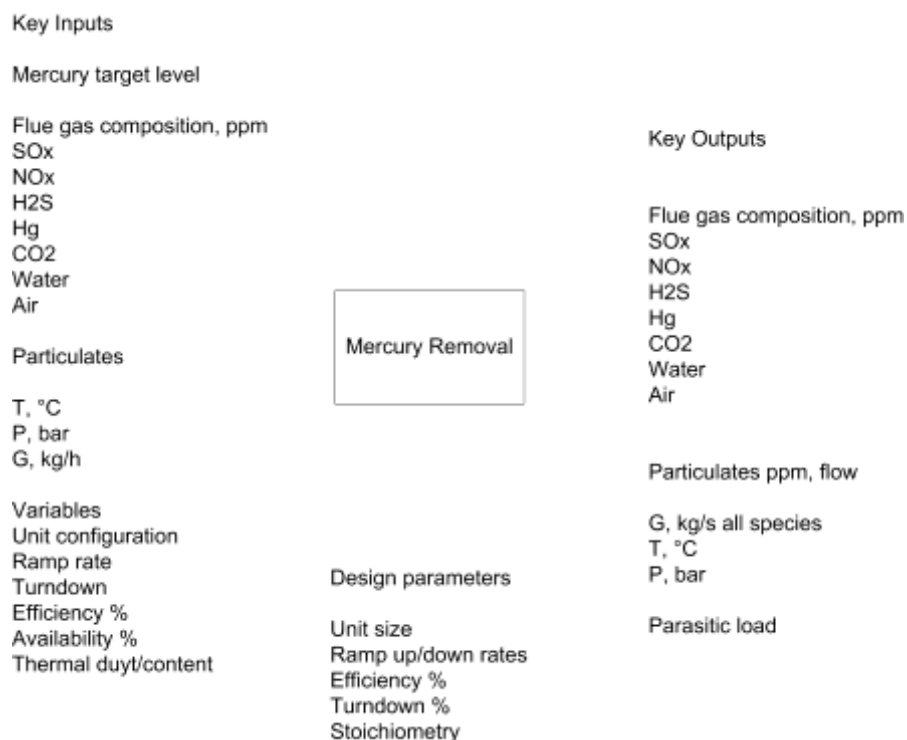 Key Inputs
Mercury target level
Flue gas composition, ppm
SOx
NOx
H2S
Hg
CO2
Water
Air
Particulates
T, °C
P, bar
G, kg/h
Variables
Unit configuration
Ramp rate
Turndown
Efficiency %
Availability %
Thermal duyt/content
Mercury Removal
Design parameters
Unit size
Ramp up/down rates
Efficiency %
Turndown %
Stoichiometry
Key Outputs
Flue gas composition, ppm
SOx
NOx
H2S
Hg
CO2
Water
Air
Particulates ppm, flow
G, kg/s all species
T, °C
P, bar
Parasitic load